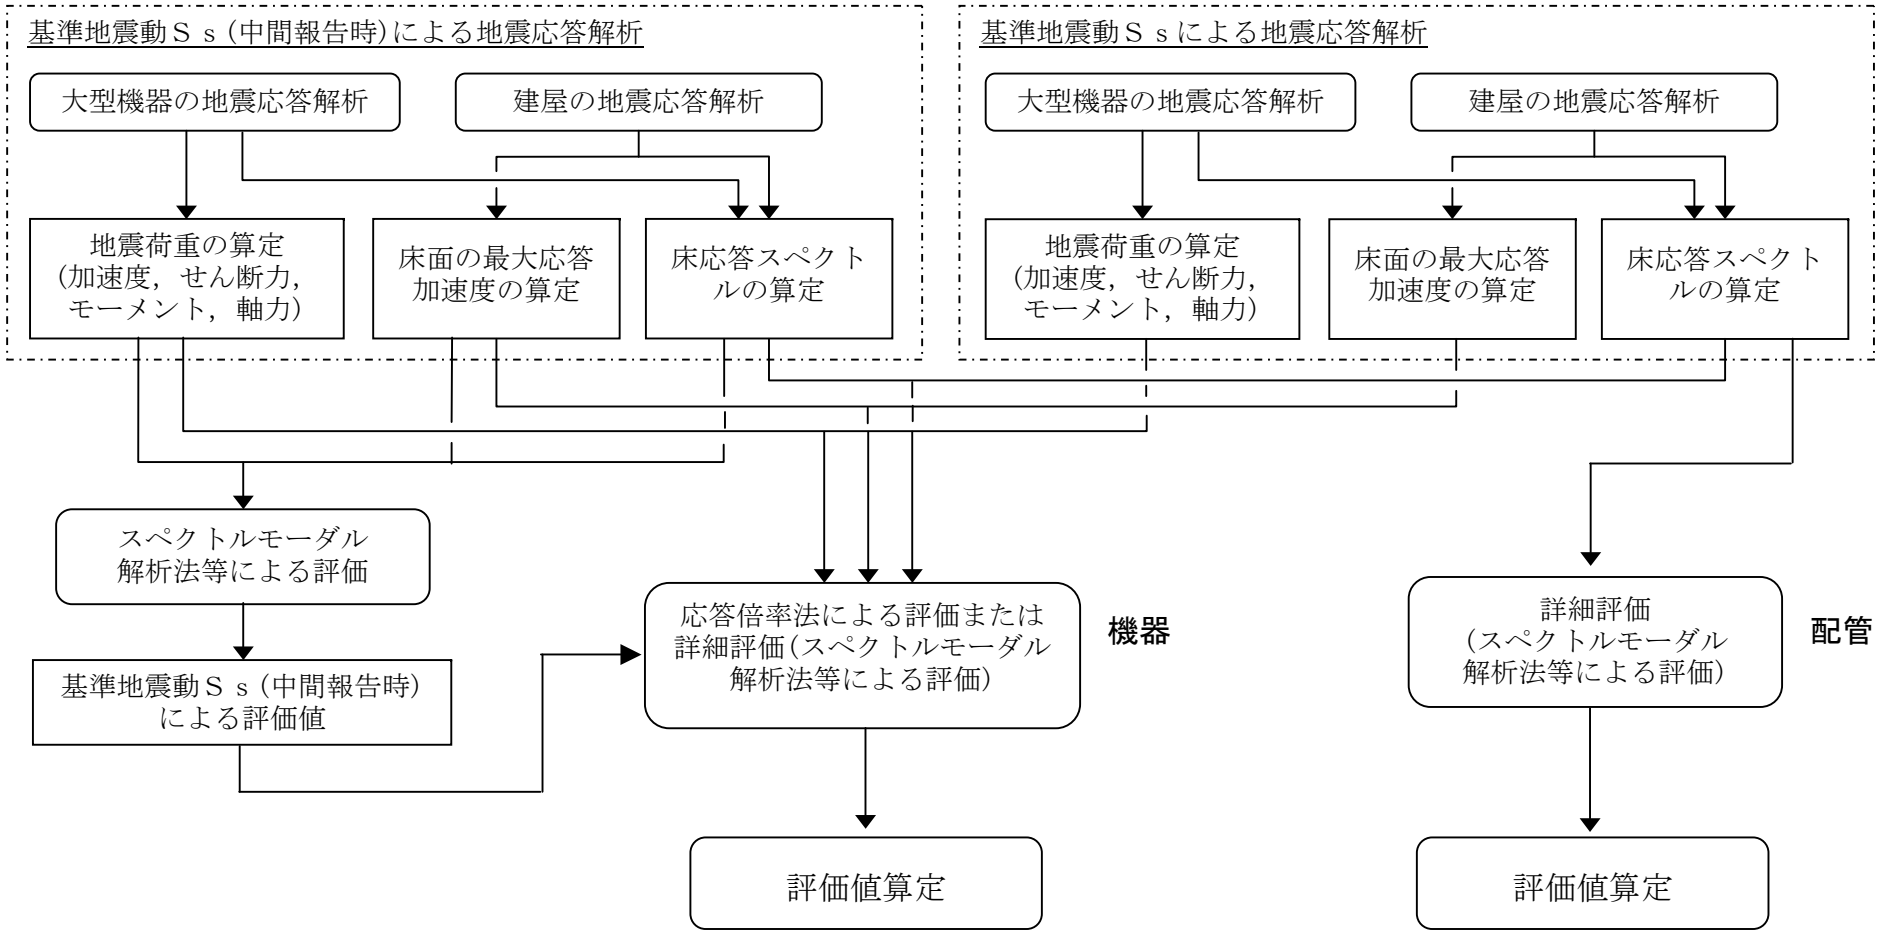 基準地震動Ｓｓ(中間報告時)による地震応答解析
大型機器の地震応答解析
建屋の地震応答解析
地震荷重の算定
(加速度，せん断力，
モーメント，軸力)
床面の最大応答
加速度の算定
床応答スペクト
ルの算定
基準地震動Ｓｓによる地震応答解析
大型機器の地震応答解析
建屋の地震応答解析
地震荷重の算定
(加速度，せん断力，
モーメント，軸力)
床面の最大応答
加速度の算定
床応答スペクト
ルの算定
スペクトルモーダル
解析法等による評価
基準地震動Ｓｓ(中間報告時)
による評価値
応答倍率法による評価または
詳細評価(スペクトルモーダル
解析法等による評価)
機器
評価値算定
詳細評価
(スペクトルモーダル
解析法等による評価)
配管
評価値算定